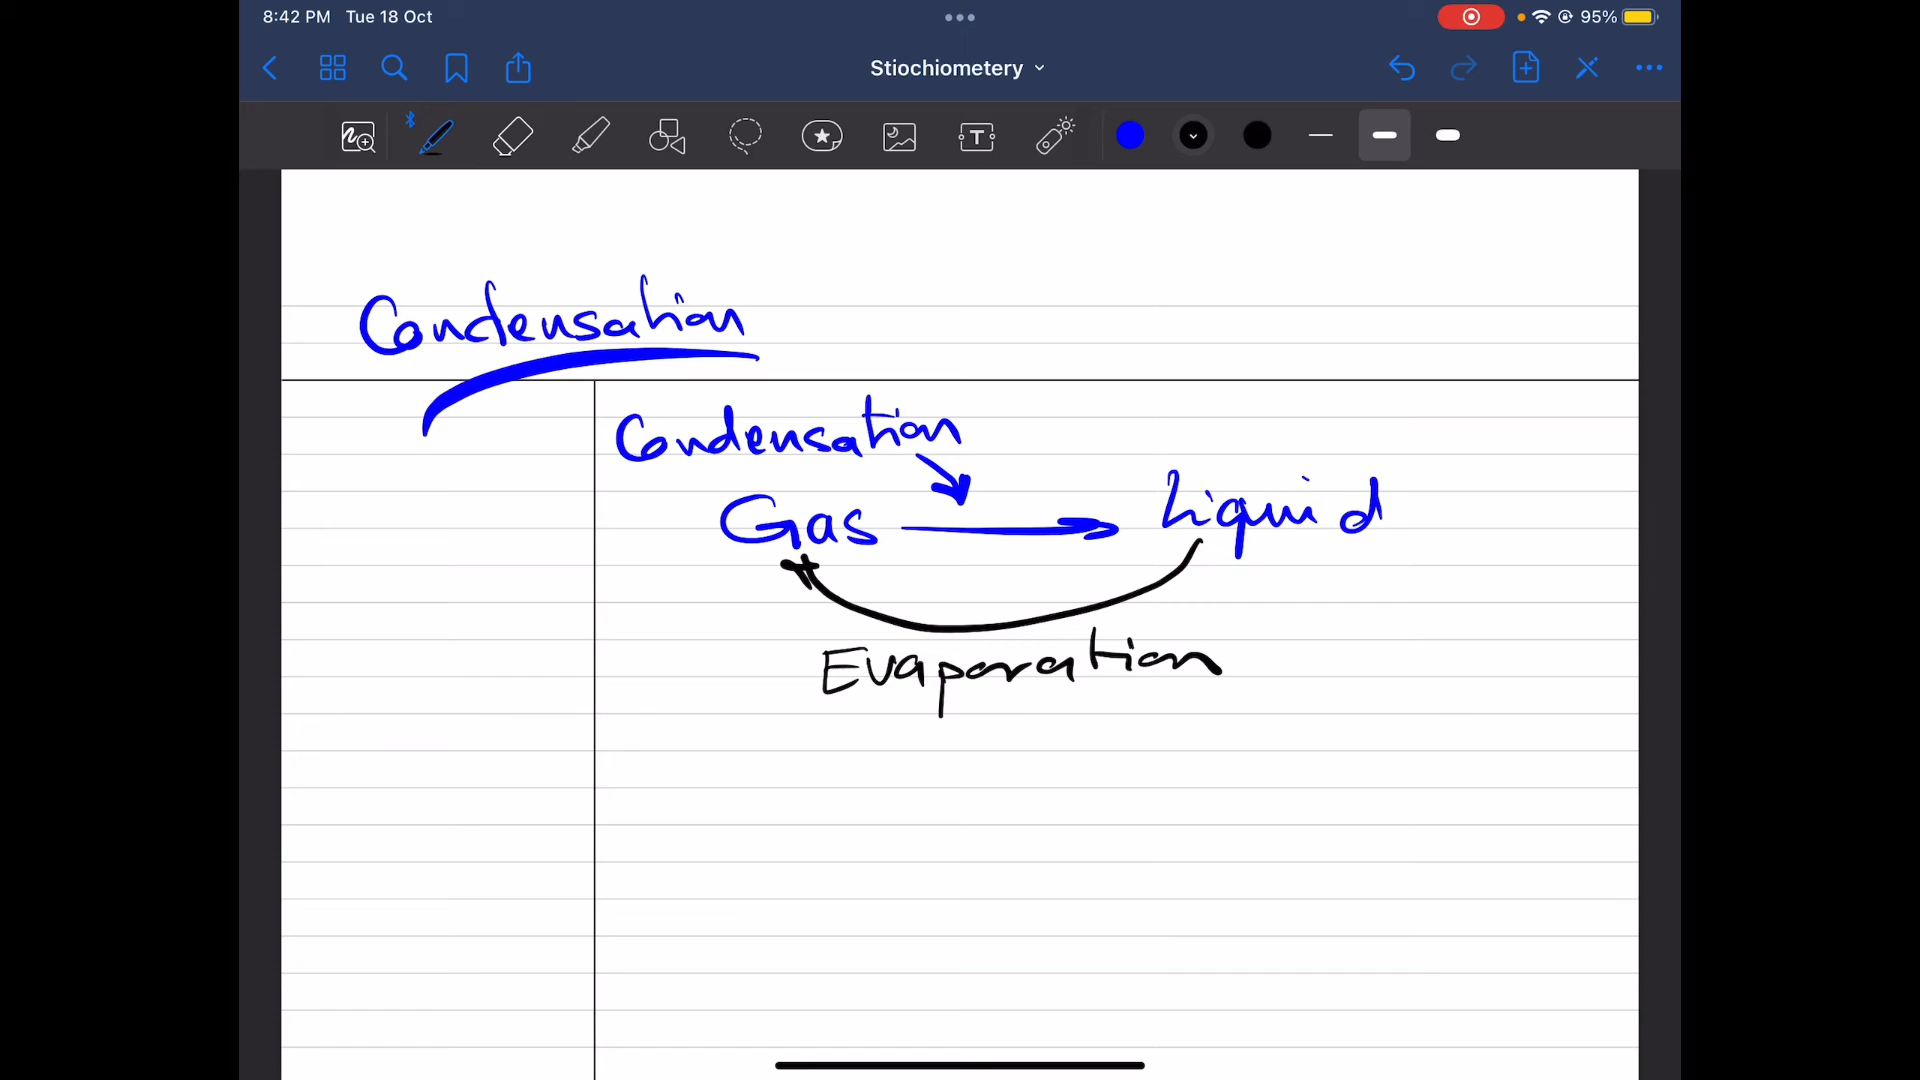 8:42 PM Tue 18 Oct
95%
Stiochiometery
T
Condensation
Condensation
Gas → Liquid
Evaporation